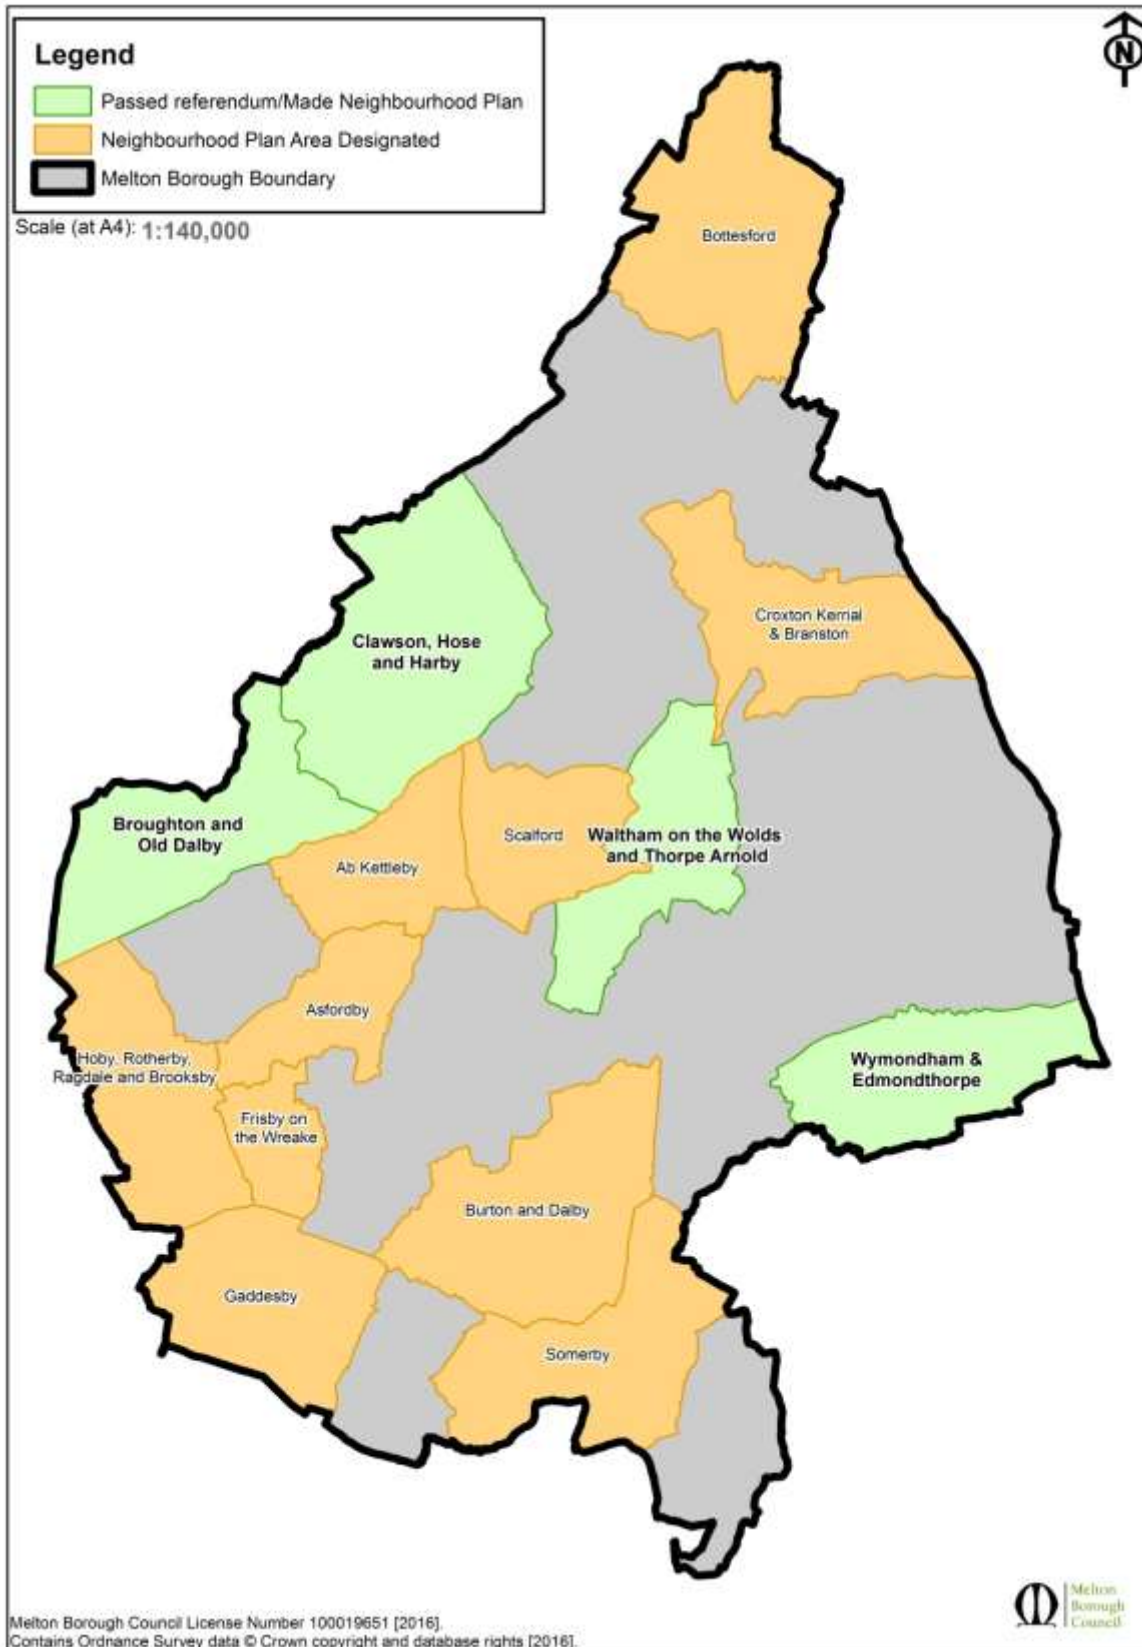 Legend
Passed referendum/Made Neighbourhood Plan
Neighbourhood Plan Area Designated
Melton Borough Boundary
Scale (at A4): 1:140,000
N
Bottesford
Croxton Kerrial
& Branston
Clawson, Hose
and Harby
Broughton and
Old Dalby
Scalford
Waltham on the Wolds
and Thorpe Arnold
Ab Kettleby
Asfordby
Hoby, Rotherby,
Ragdale and Brooksby
Wymondham &
Edmondthorpe
Frisby on
the Wreake
Burton and Dalby
Gaddesby
Somerby
Melton
Borough
Council
Melton Borough Council License Number 100019651 [2016].
Contains Ordnance Survey data © Crown copyright and database rights [2016].